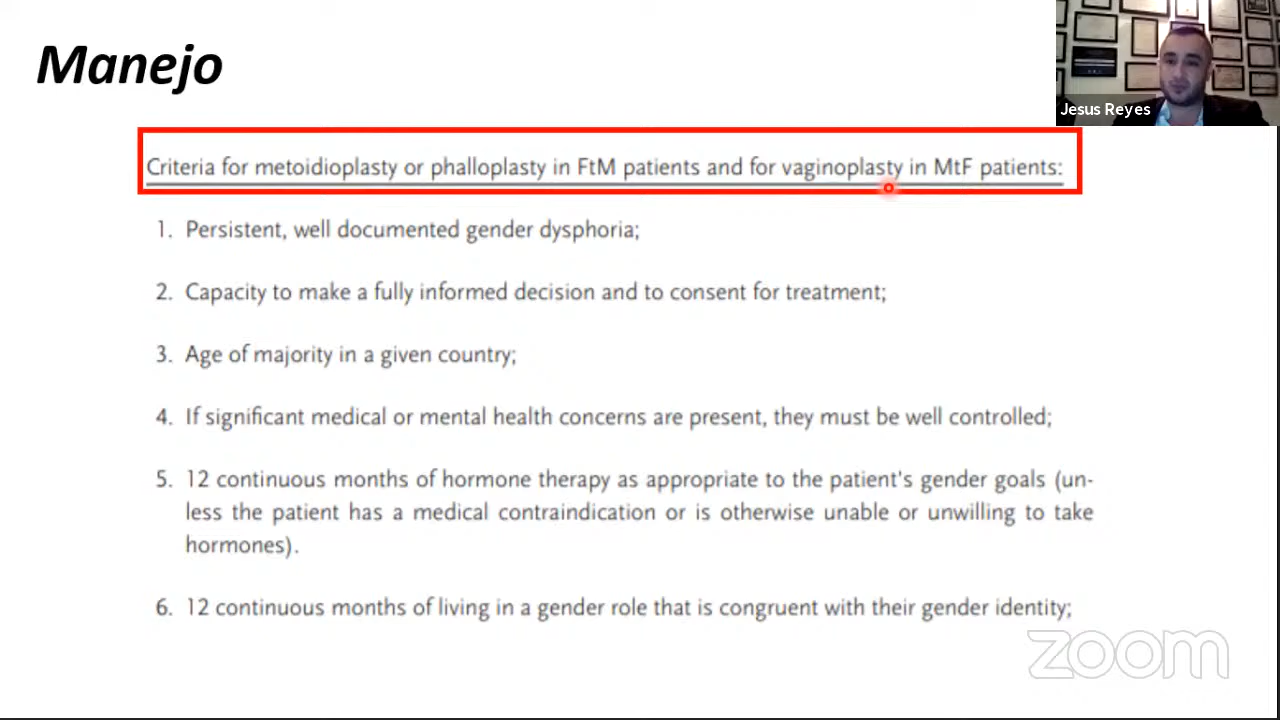 Manejo
Jesus Reyes
Criteria for metoidioplasty or phalloplasty in FtM patients and for vaginoplasty in MtF patients:
1. Persistent, well documented gender dysphoria;
2. Capacity to make a fully informed decision and to consent for treatment;
3. Age of majority in a given country;
4. If significant medical or mental health concerns are present, they must be well controlled;
5. 12 continuous months of hormone therapy as appropriate to the patient's gender goals (un-
less the patient has a medical contraindication or is otherwise unable or unwilling to take
hormones).
6. 12 continuous months of living in a gender role that is congruent with their gender identity;
zoom